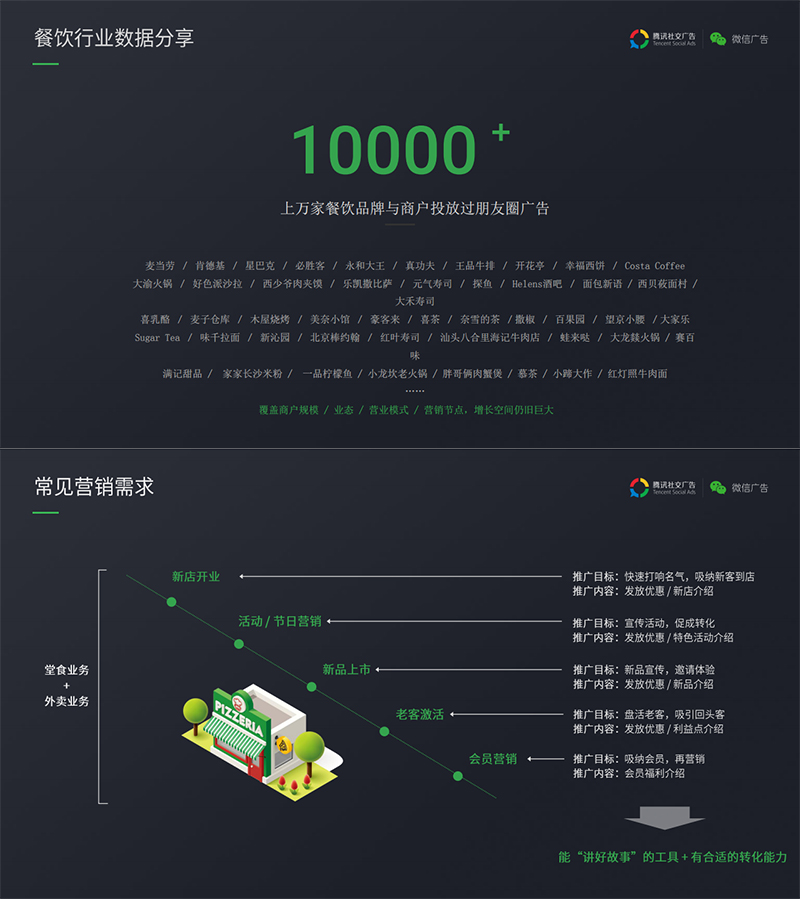 餐饮行业数据分享
腾讯社交广告
Tencent Social Ads
微信广告
10000+
上万家餐饮品牌与商户投放过朋友圈广告
麦当劳 / 肯德基 / 星巴克 / 必胜客 / 永和大王 / 真功夫 / 王品牛排 / 开花亭 / 幸福西饼 / Costa Coffee
大渝火锅 / 好色派沙拉 / 西少爷肉夹馍 / 乐凯撒比萨 / 元气寿司 / 探鱼 / Helens酒吧 / 面包新语 / 西贝莜面村 /
大禾寿司
喜乳酪 / 麦子仓库 / 木屋烧烤 / 美奈小馆 / 豪客来 / 喜茶 / 奈雪的茶 / 撒椒 / 百果园 / 望京小腰 / 大家乐
Sugar Tea / 味千拉面 / 新沁园 / 北京棒约翰 / 红叶寿司 / 汕头八合里海记牛肉店 / 蛙来哒 / 大龙燚火锅 / 赛百
味
满记甜品 / 家家长沙米粉 / 一品柠檬鱼 / 小龙坎老火锅 / 胖哥俩肉蟹煲 / 慕茶 / 小蹄大作 / 红灯照牛肉面
......
覆盖商户规模 / 业态 / 营业模式 / 营销节点，增长空间仍旧巨大
常见营销需求
腾讯社交广告
Tencent Social Ads
微信广告
新店开业
推广目标：快速打响名气，吸纳新客到店
推广内容：发放优惠 / 新店介绍
活动 / 节日营销
推广目标：宣传活动，促成转化
推广内容：发放优惠 / 特色活动介绍
堂食业务
+
外卖业务
新品上市
推广目标：新品宣传，邀请体验
推广内容：发放优惠 / 新品介绍
老客激活
推广目标：盘活老客，吸引回头客
推广内容：发放优惠 / 利益点介绍
会员营销
推广目标：吸纳会员，再营销
推广内容：会员福利介绍
PIZZERIA
能“讲好故事”的工具 + 有合适的转化能力